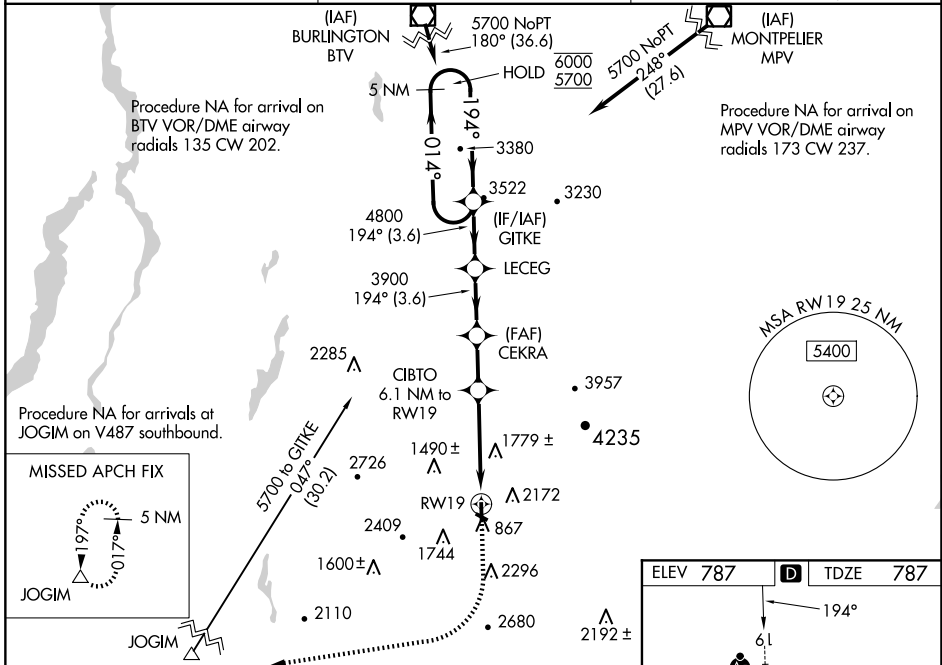 (IAF)
BURLINGTON
BTV
5700 NoPT
180° (36.6)
HOLD
6000
5700
5700 NoPT
248°
(27.6)
(IAF)
MONTPELIER
MPV
5 NM
194°
014°
Procedure NA for arrival on
BTV VOR/DME airway
radials 135 CW 202.
Procedure NA for arrival on
MPV VOR/DME airway
radials 173 CW 237.
3380
3522
3230
(IF/IAF)
GITKE
4800
194° (3.6)
LECEG
3900
194° (3.6)
(FAF)
CEKRA
MSA RW19 25 NM
5400
2285
CIBTO
6.1 NM to
RW19
3957
4235
Procedure NA for arrivals at
JOGIM on V487 southbound.
5700 to GITKE
047°
(30.2)
2726
1490 ±
1779 ±
MISSED APCH FIX
5 NM
197°
017°
JOGIM
RW19
2172
867
2409
1744
1600 ±
2296
2110
2680
2192 ±
JOGIM
ELEV 787
D
TDZE 787
194°